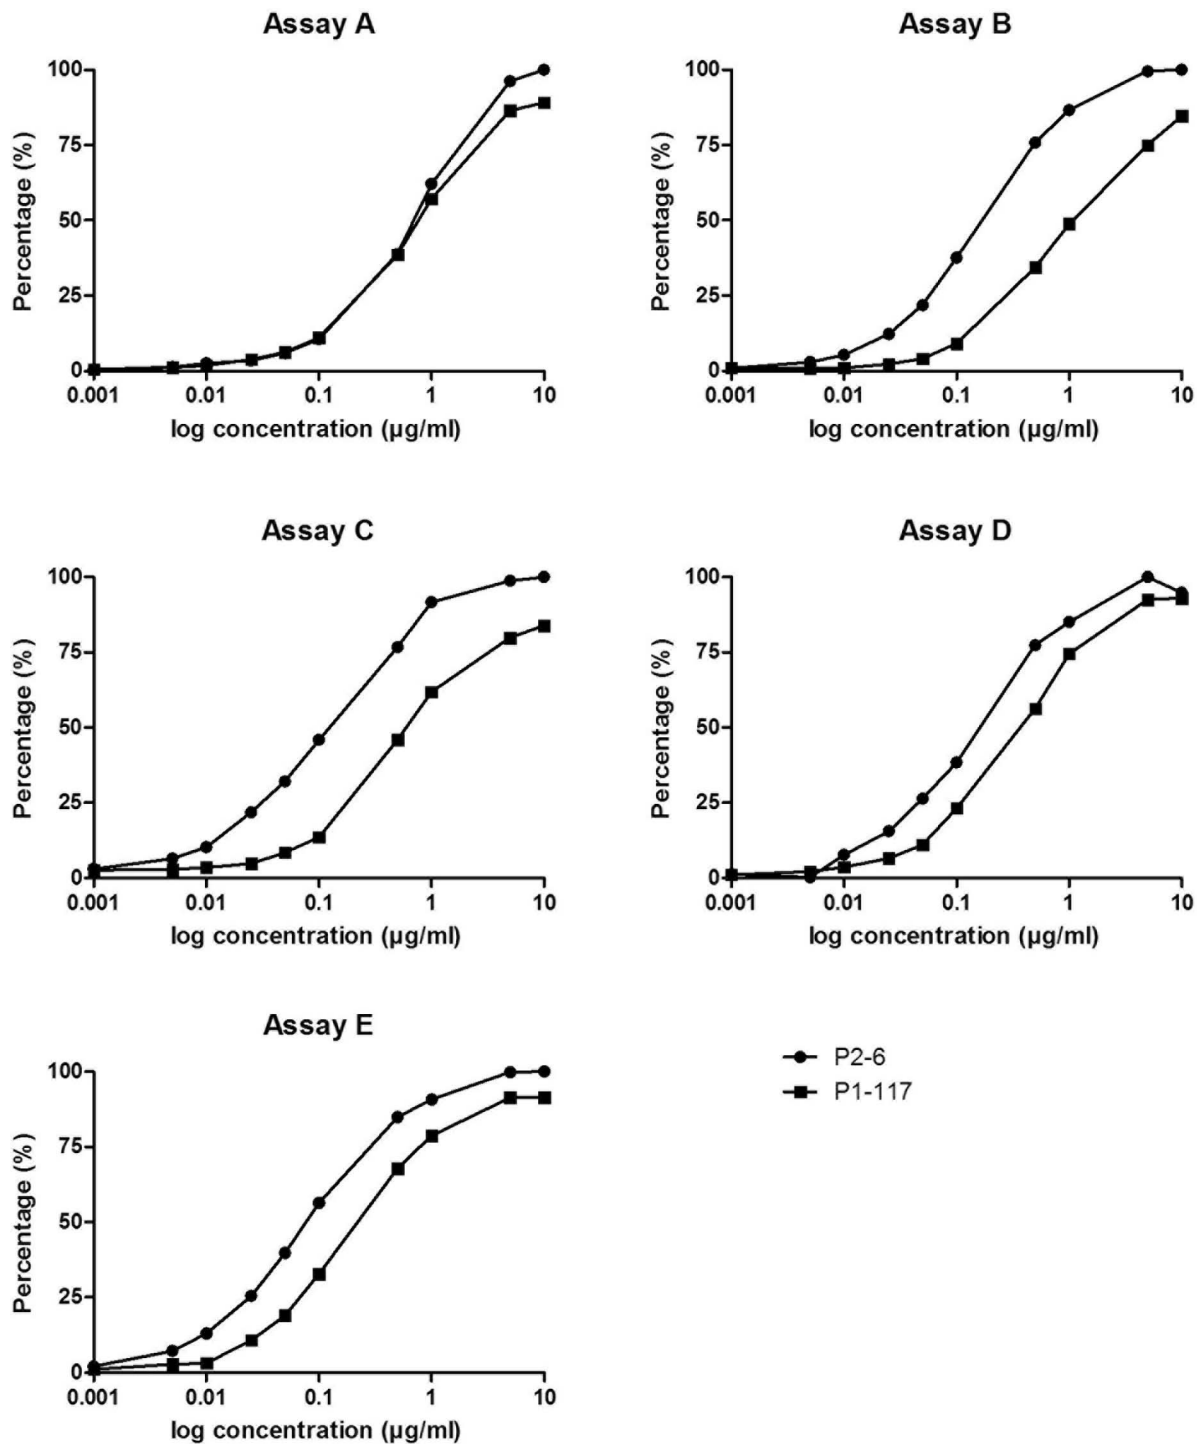 Assay A
Percentage (%)
100
75
50
25
0
0.001 0.01 0.1 1 10
log concentration (µg/ml)
Assay B
Percentage (%)
100
75
50
25
0
0.001 0.01 0.1 1 10
log concentration (µg/ml)
Assay C
Percentage (%)
100
75
50
25
0
0.001 0.01 0.1 1 10
log concentration (µg/ml)
Assay D
Percentage (%)
100
75
50
25
0
0.001 0.01 0.1 1 10
log concentration (µg/ml)
Assay E
Percentage (%)
100
75
50
25
0
0.001 0.01 0.1 1 10
log concentration (µg/ml)
P2-6
P1-117